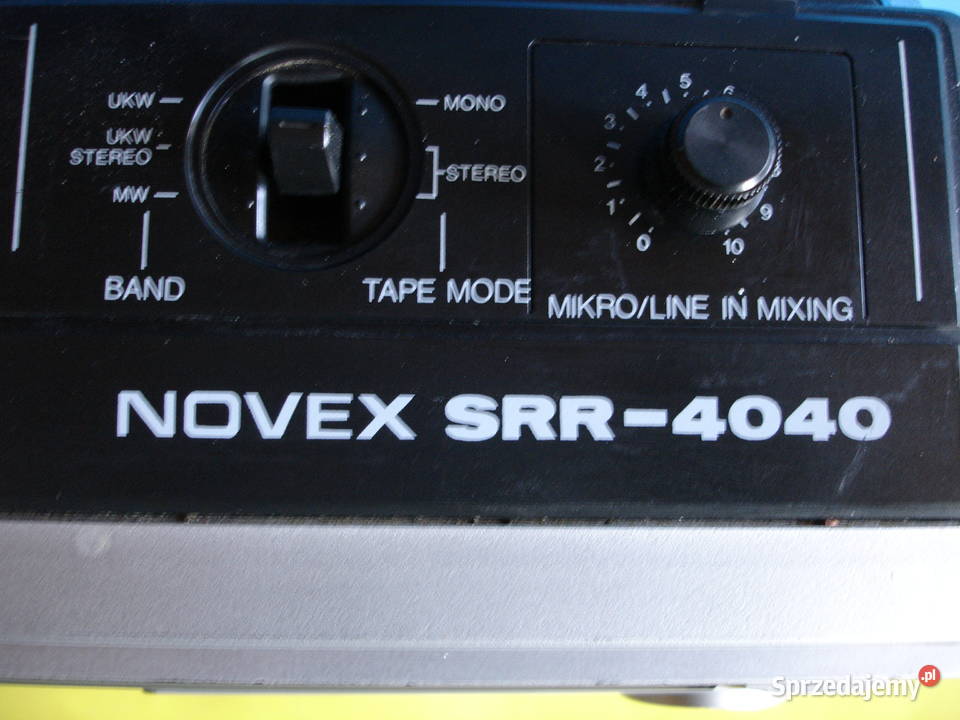 UKW
UKW STEREO
MW
BAND
MONO
STEREO
TAPE MODE
0 1 2 3 4 5 6 9 10
MIKRO/LINE IN MIXING
NOVEX SRR-4040
Sprzedajemy.pl